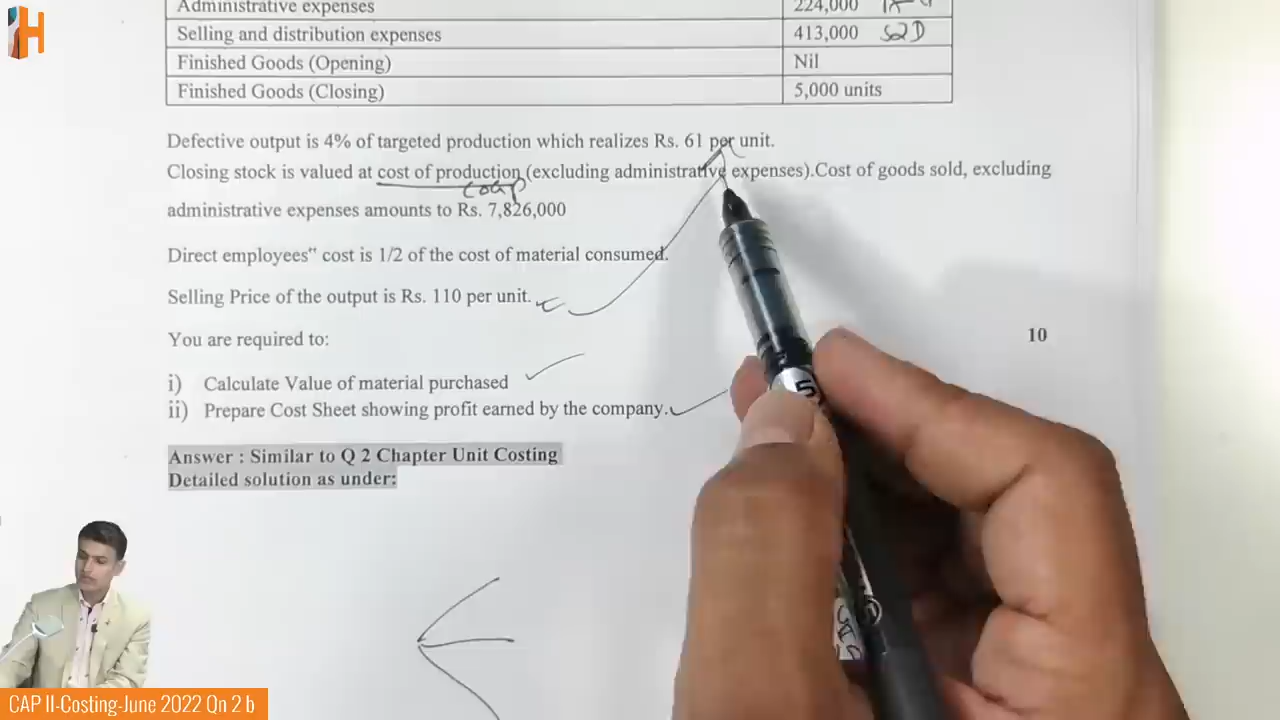 H
Administrative expenses 224,000
Selling and distribution expenses 413,000 S&D
Finished Goods (Opening) Nil
Finished Goods (Closing) 5,000 units
Defective output is 4% of targeted production which realizes Rs. 61 per unit.
Closing stock is valued at cost of production (excluding administrative expenses).Cost of goods sold, excluding
COGP
administrative expenses amounts to Rs. 7,826,000
Direct employees" cost is 1/2 of the cost of material consumed.
Selling Price of the output is Rs. 110 per unit.
You are required to: 10
i) Calculate Value of material purchased
ii) Prepare Cost Sheet showing profit earned by the company.
Answer : Similar to Q 2 Chapter Unit Costing
Detailed solution as under:
5
CAP II-Costing-June 2022 Qn 2 b